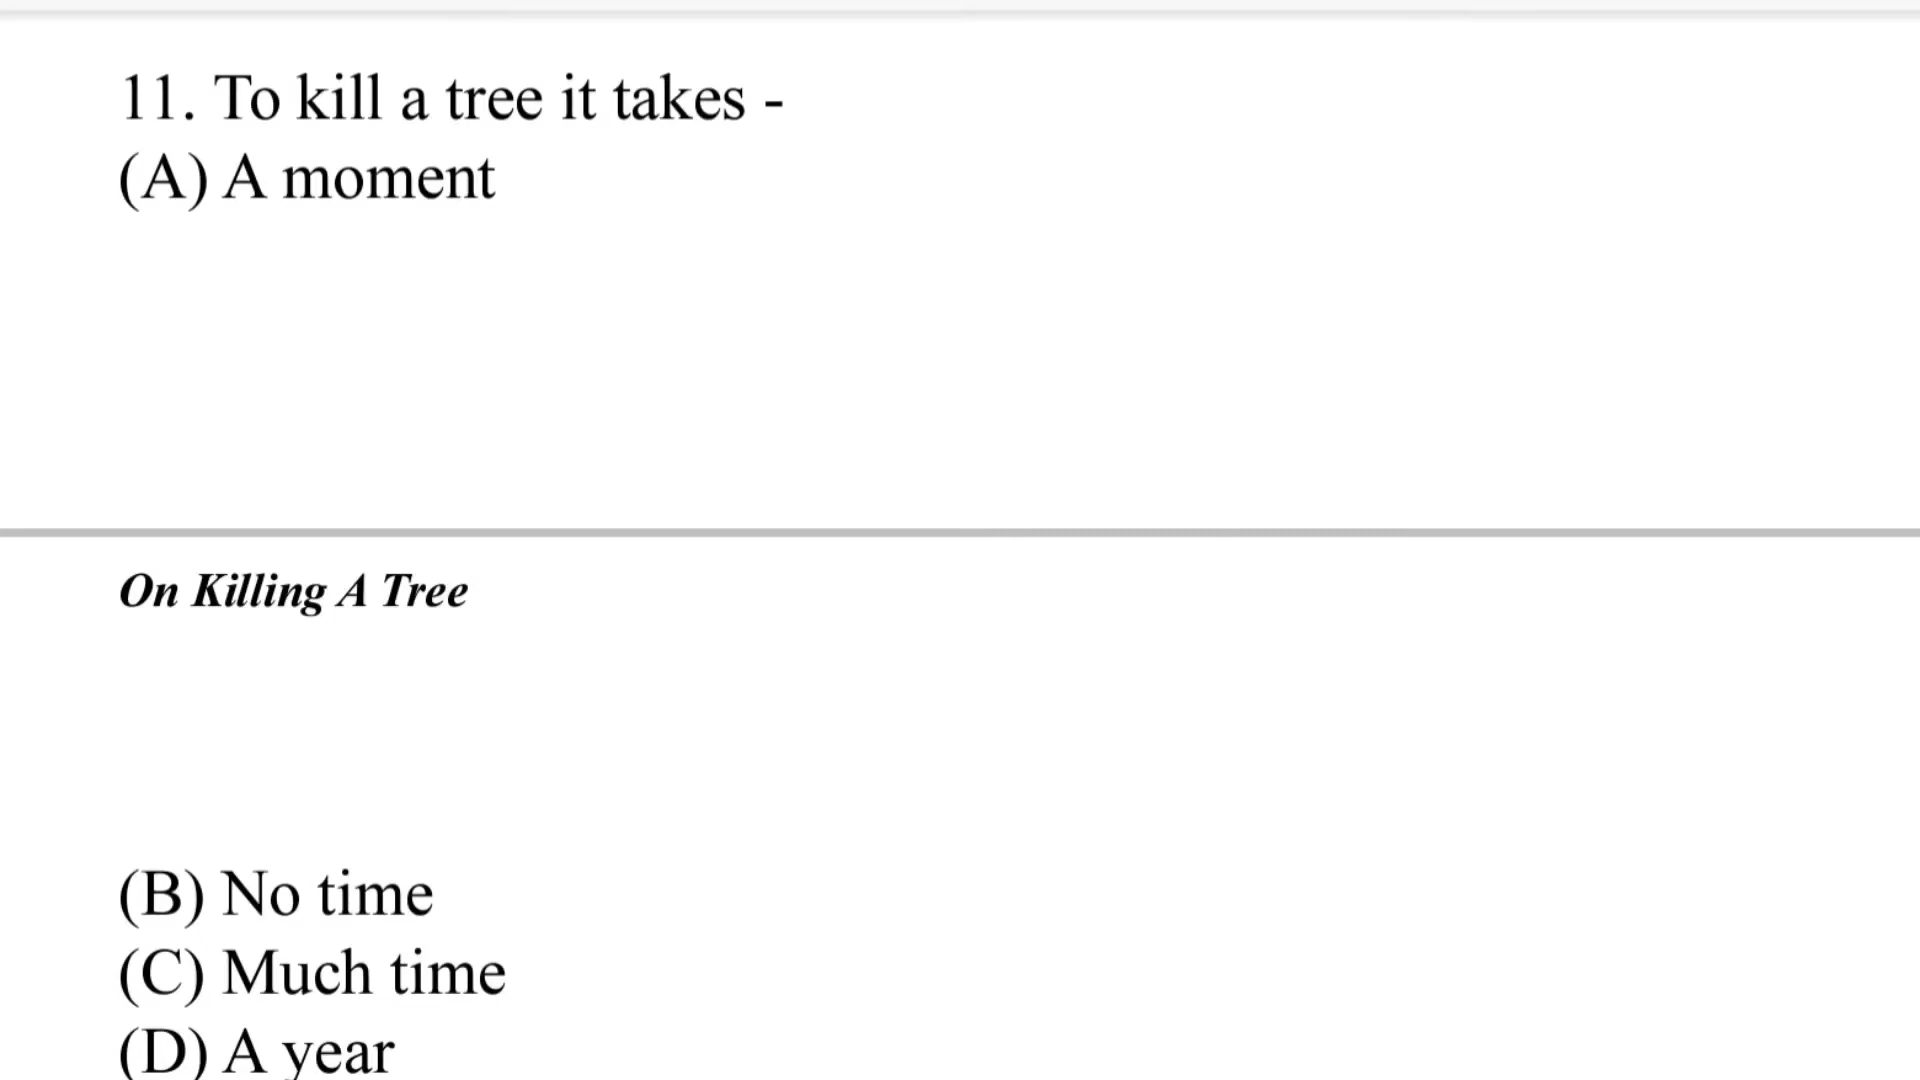 11. To kill a tree it takes -
(A) A moment
On Killing A Tree
(B) No time
(C) Much time
(D) A year